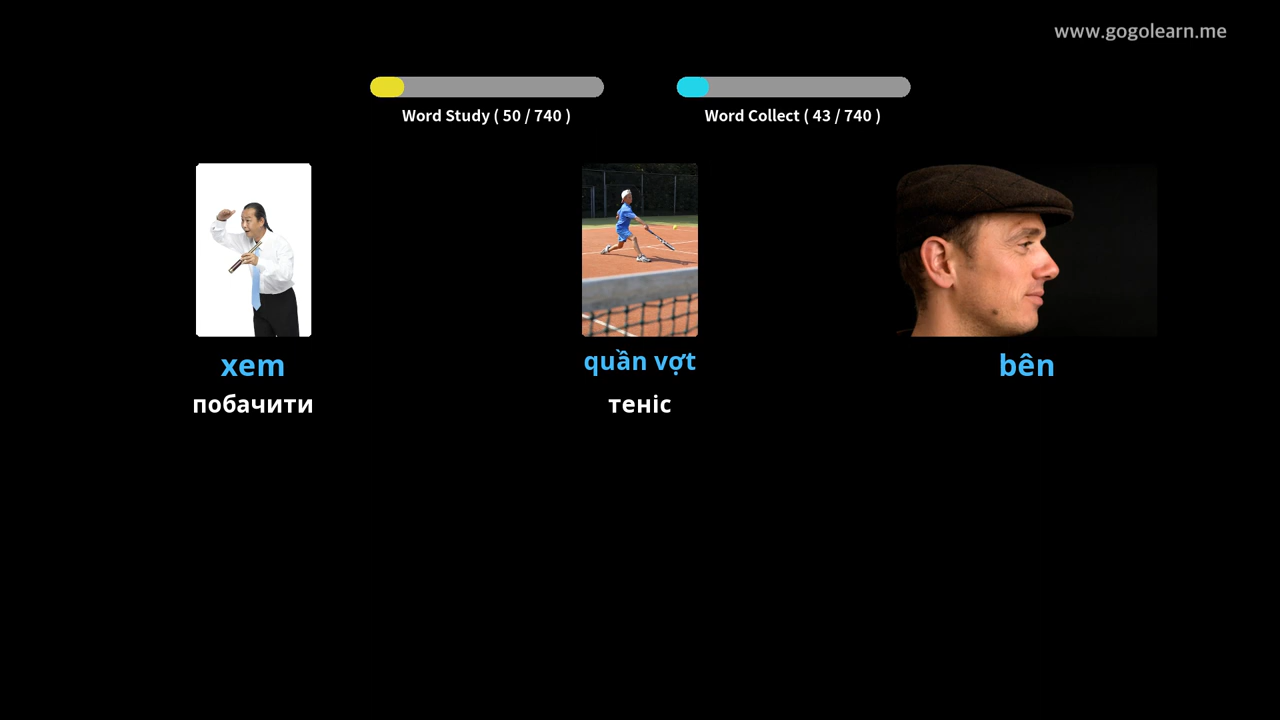 www.gogolearn.me
Word Study ( 50 / 740 )
Word Collect ( 43 / 740 )
xem
quần vợt
bên
побачити
теніс